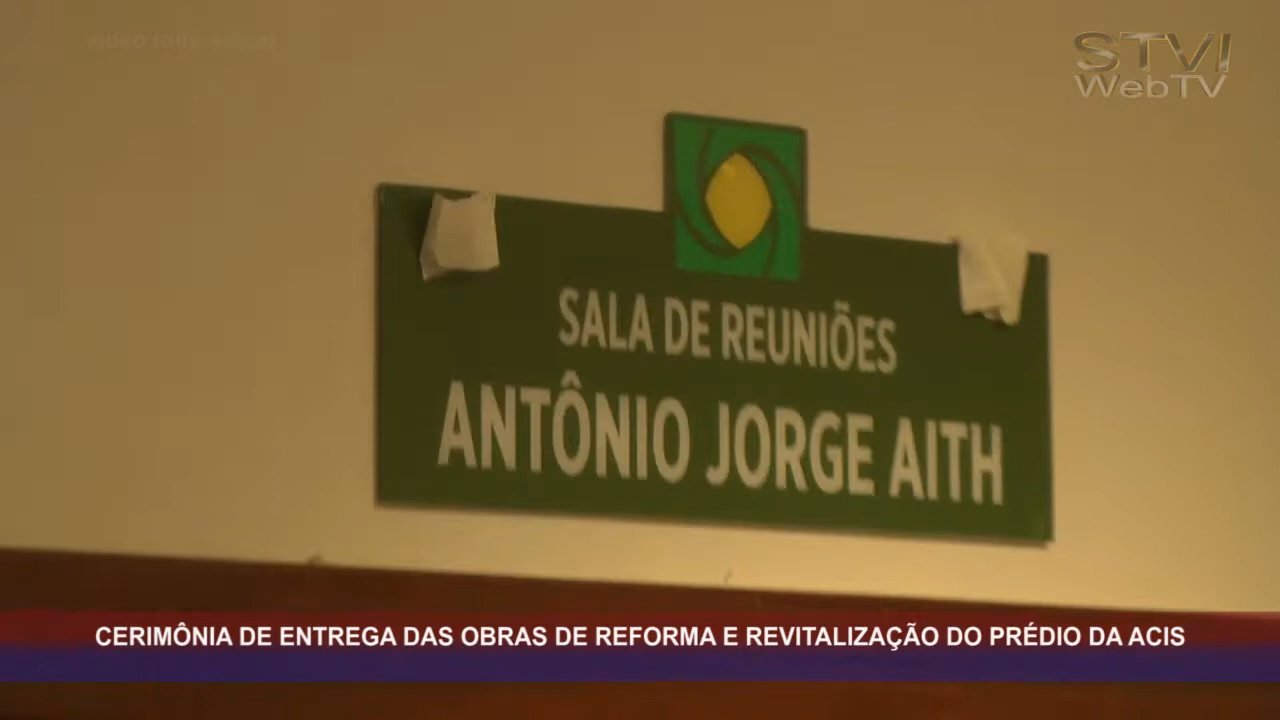 STVI
WebTV
SALA DE REUNIÕES
ANTÔNIO JORGE AITH
CERIMÔNIA DE ENTREGA DAS OBRAS DE REFORMA E REVITALIZAÇÃO DO PRÉDIO DA ACIS